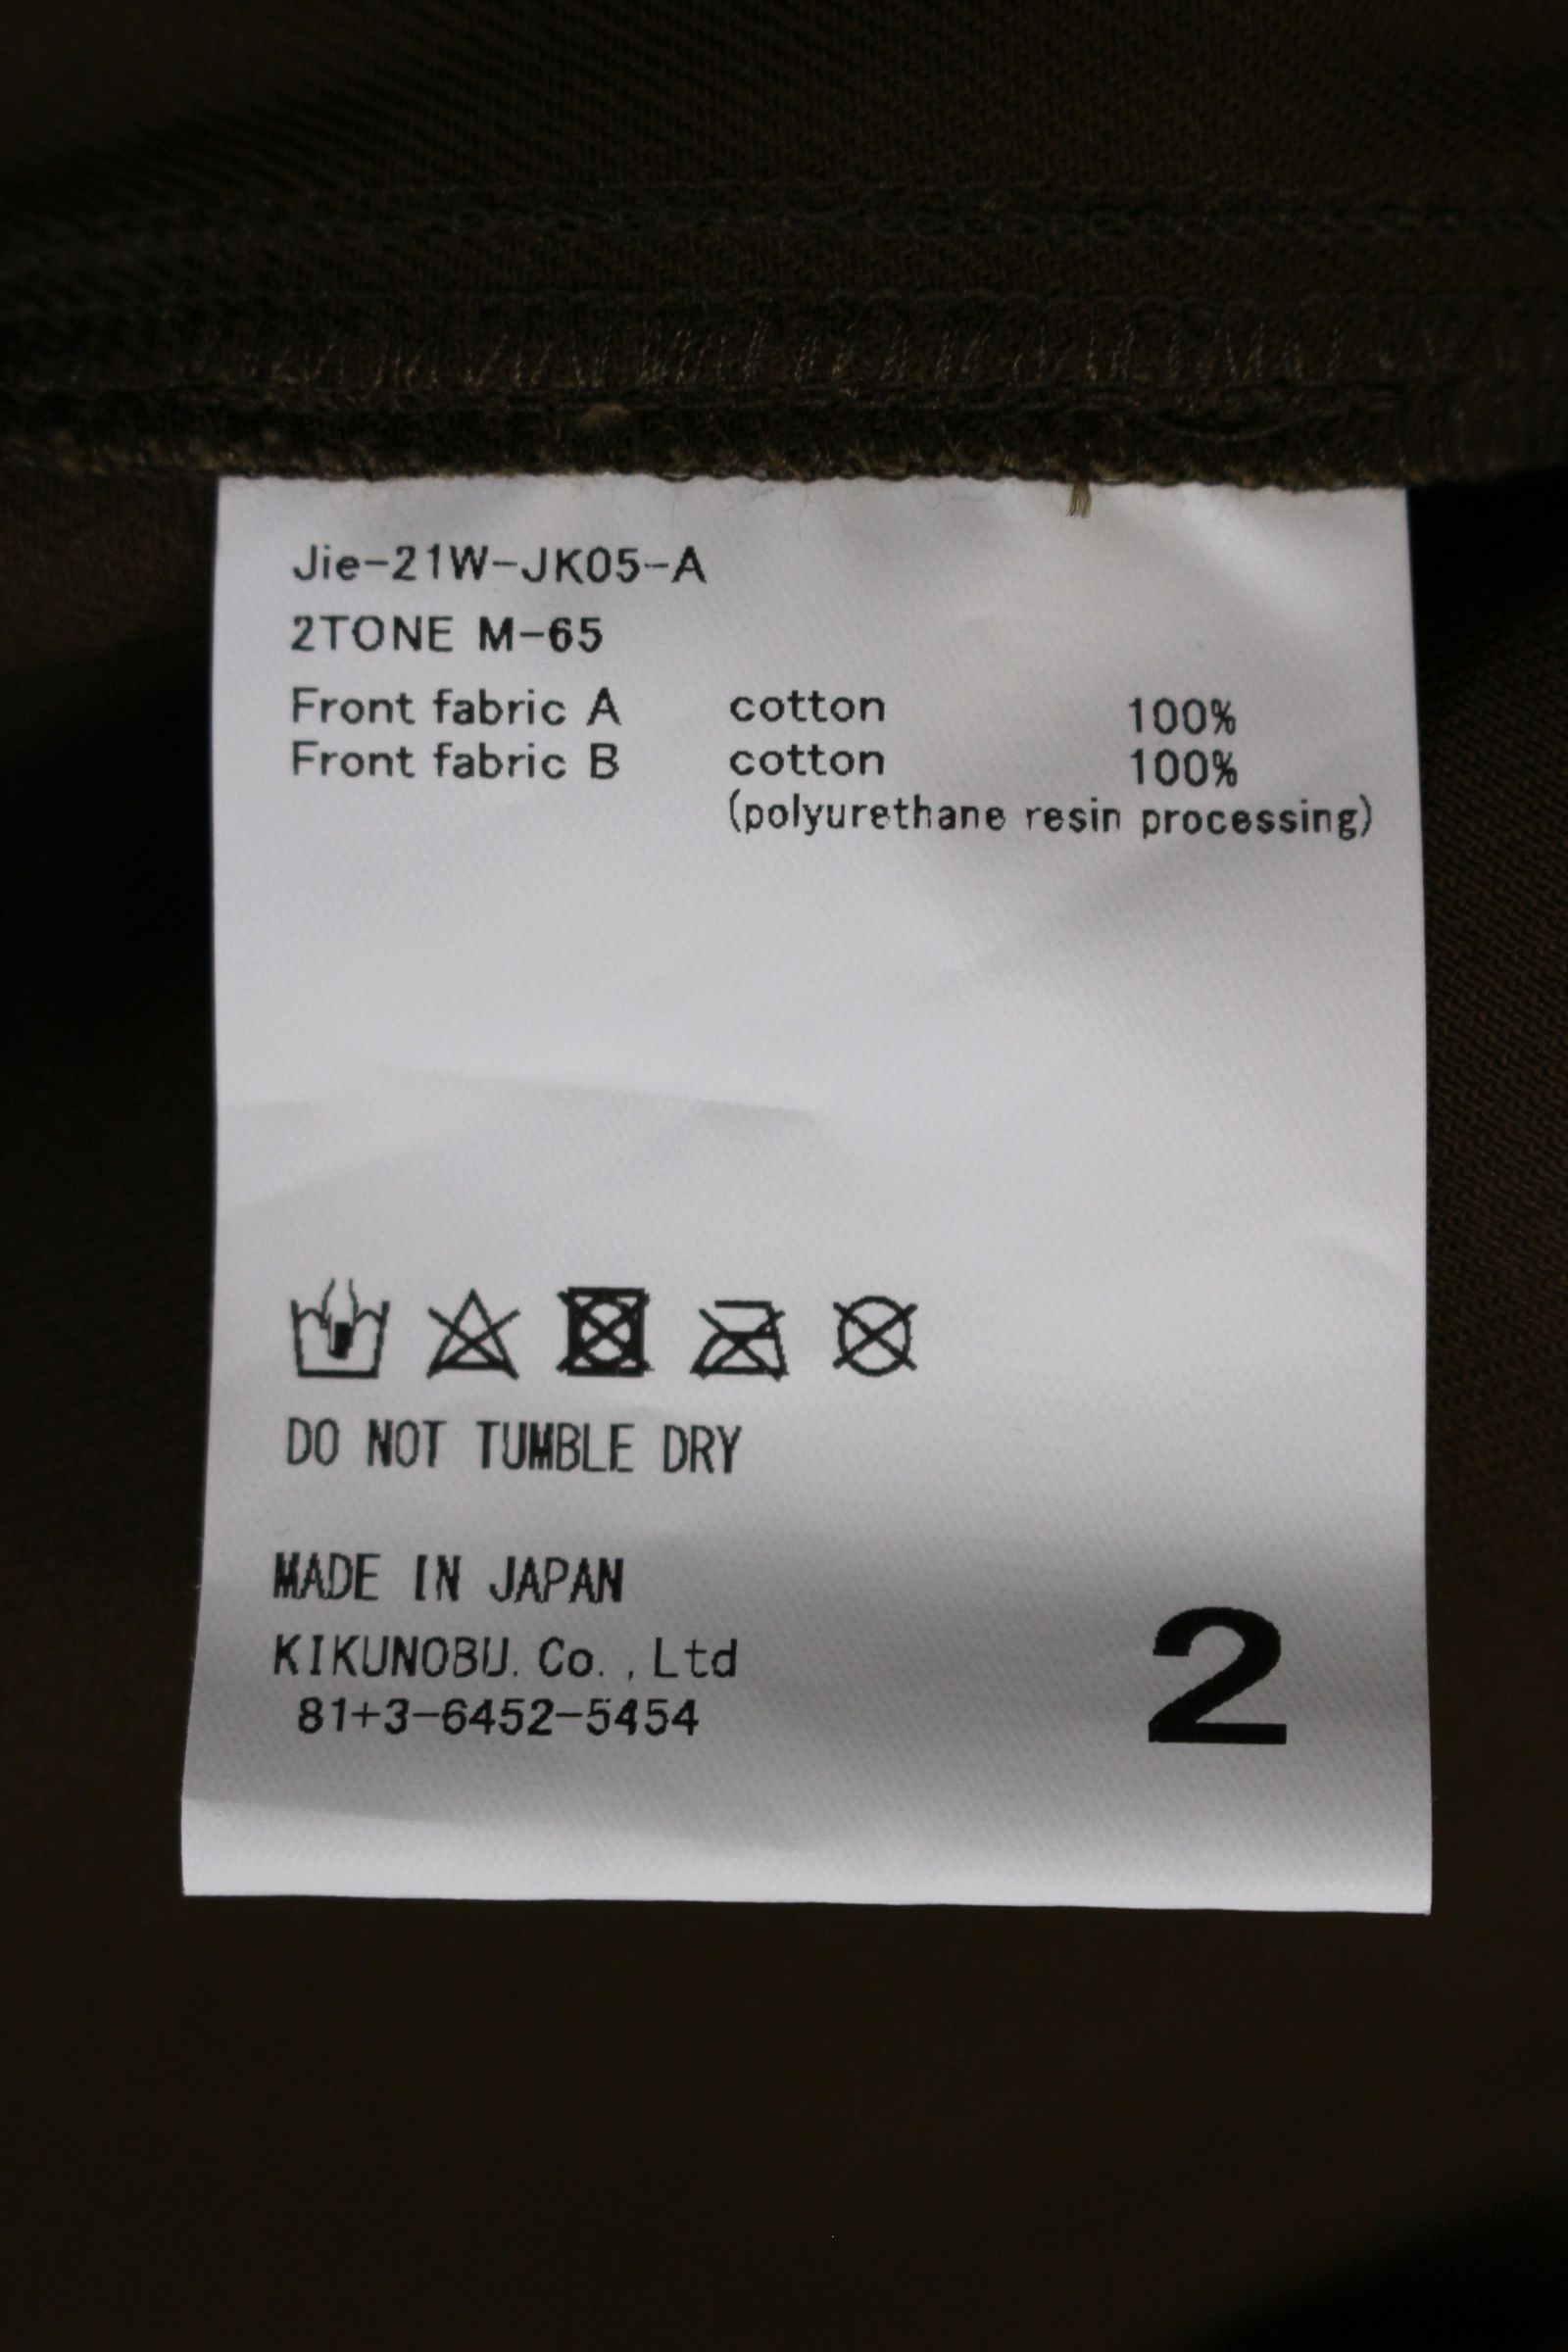 Jie-21W-JK05-A
2TONE M-65
Front fabric A cotton 100%
Front fabric B cotton 100%
(polyurethane resin processing)
DO NOT TUMBLE DRY
MADE IN JAPAN
KIKUNOBU. Co. , Ltd
81+3-6452-5454
2